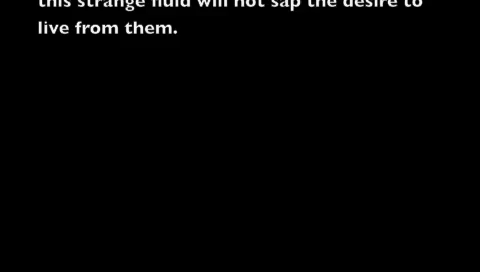 this strange fluid will not sap the desire to
live from them.